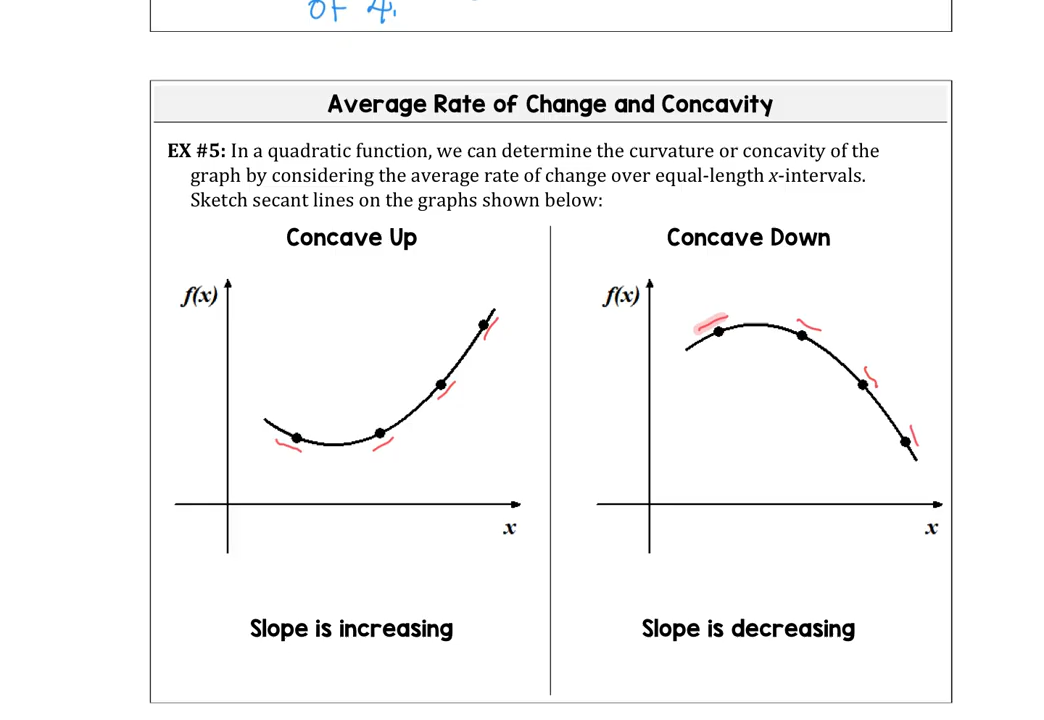 of 4.
Average Rate of Change and Concavity
EX #5: In a quadratic function, we can determine the curvature or concavity of the
graph by considering the average rate of change over equal-length x-intervals.
Sketch secant lines on the graphs shown below:
Concave Up
f(x)
x
Slope is increasing
Concave Down
f(x)
x
Slope is decreasing